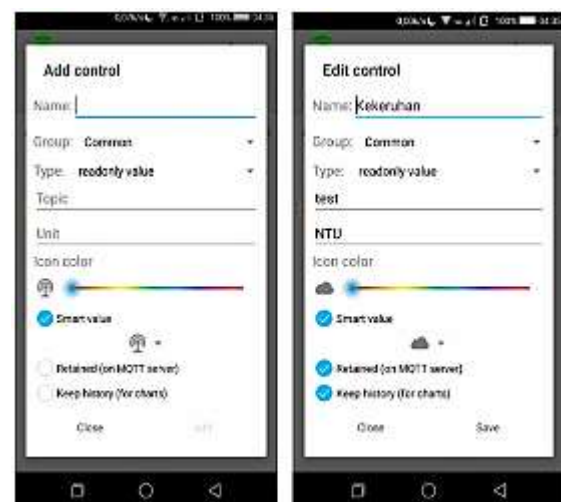 100%
Add control
Name:
Group: Common
Type: readonly value
Topic
Unit
Icon color
Smart value
Retained (on MQTT server)
Keep history (for charts)
Close
100%
Edit control
Name: Kekeruhan
Group: Common
Type: readonly value
test
NTU
Icon color
Smart value
Retained (on MQTT server)
Keep history (for charts)
Close Save